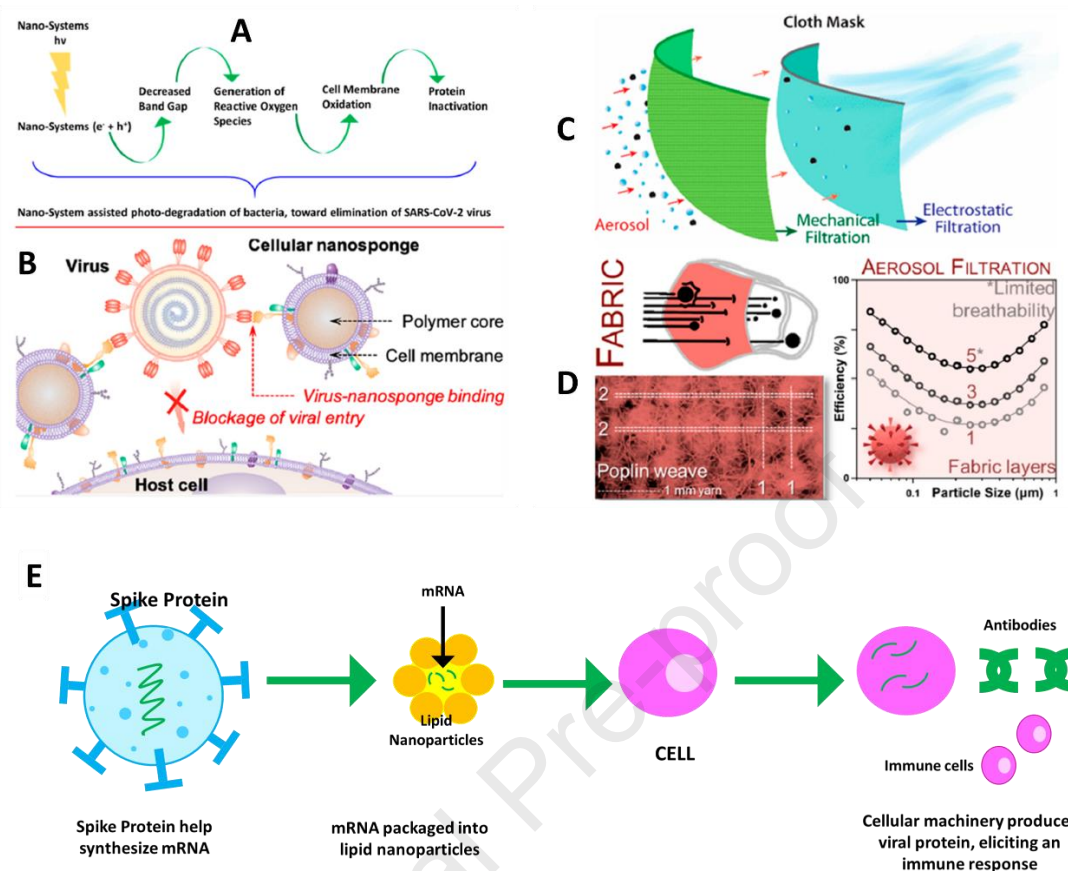 A
Nano-Systems
hν
Nano-Systems (e⁻ + h⁺)
Decreased
Band Gap
Generation of
Reactive Oxygen
Species
Cell Membrane
Oxidation
Protein
Inactivation
Nano-System assisted photo-degradation of bacteria, toward elimination of SARS-CoV-2 virus
B
Virus
Cellular nanosponge
Polymer core
Cell membrane
Virus-nanosponge binding
Blockage of viral entry
Host cell
C
Cloth Mask
Aerosol
Mechanical
Filtration
Electrostatic
Filtration
D
FABRIC
2
2
Poplin weave
1 mm yarn
1
1
AEROSOL FILTRATION
*Limited
breathability
100
Efficiency (%)
0
5*
3
1
Fabric layers
0.1
1
Particle Size (µm)
E
Spike Protein
Spike Protein help
synthesize mRNA
mRNA
Lipid
Nanoparticles
mRNA packaged into
lipid nanoparticles
CELL
Antibodies
Immune cells
Cellular machinery produce
viral protein, eliciting an
immune response
al Pre-proof